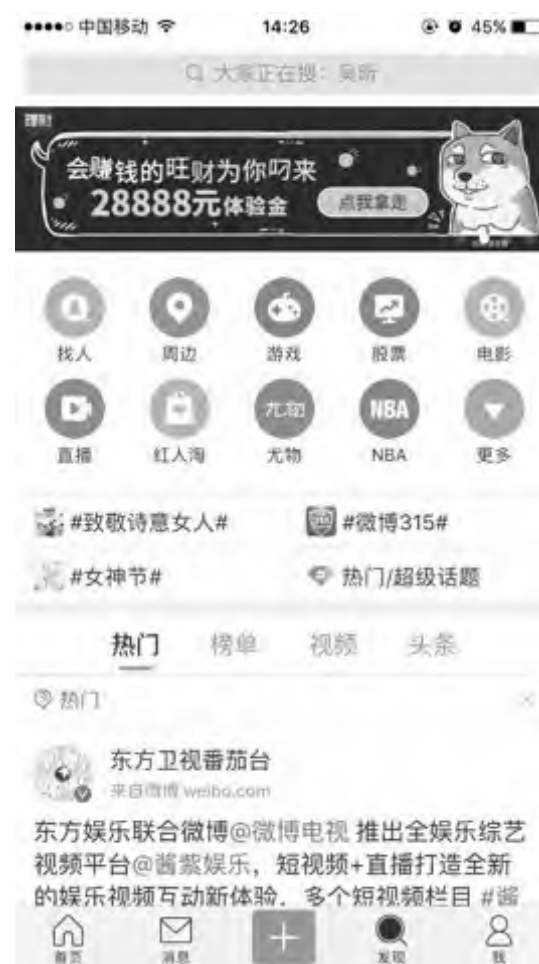 中国移动 14:26 45%
大家正在搜：吴昕
会赚钱的旺财为你叼来
28888元体验金 点我拿走
找人 周边 游戏 股票 电影
直播 红人淘 尤物 NBA 更多
#致敬诗意女人# #微博315#
#女神节# 热门/超级话题
热门 榜单 视频 头条
热门
东方卫视番茄台
来自微博 weibo.com
东方娱乐联合微博@微博电视 推出全娱乐综艺
视频平台@酱紫娱乐，短视频+直播打造全新
的娱乐视频互动新体验．多个短视频栏目 #酱
首页 消息 发现 我